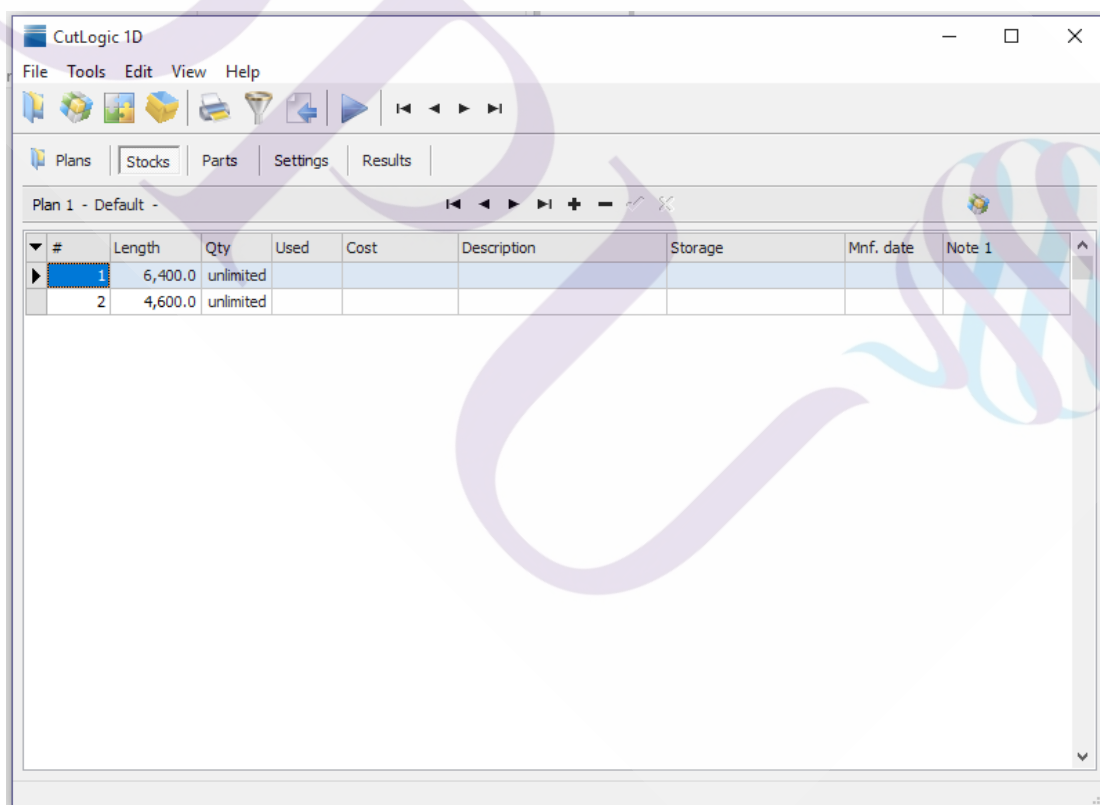 CutLogic 1D
File Tools Edit View Help
Plans Stocks Parts Settings Results
Plan 1 - Default -
# Length Qty Used Cost Description Storage Mnf. date Note 1
1 6,400.0 unlimited
2 4,600.0 unlimited